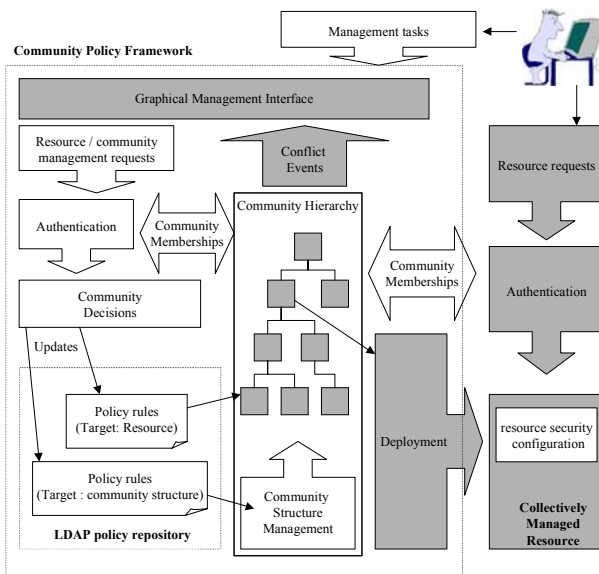 Management tasks
Community Policy Framework
Graphical Management Interface
Resource / community
management requests
Conflict
Events
Resource requests
Authentication
Community
Memberships
Community Hierarchy
Community
Memberships
Authentication
Community
Decisions
Updates
Policy rules
(Target: Resource)
Deployment
resource security
configuration
Policy rules
(Target : community structure)
Community
Structure
Management
Collectively
Managed
Resource
LDAP policy repository